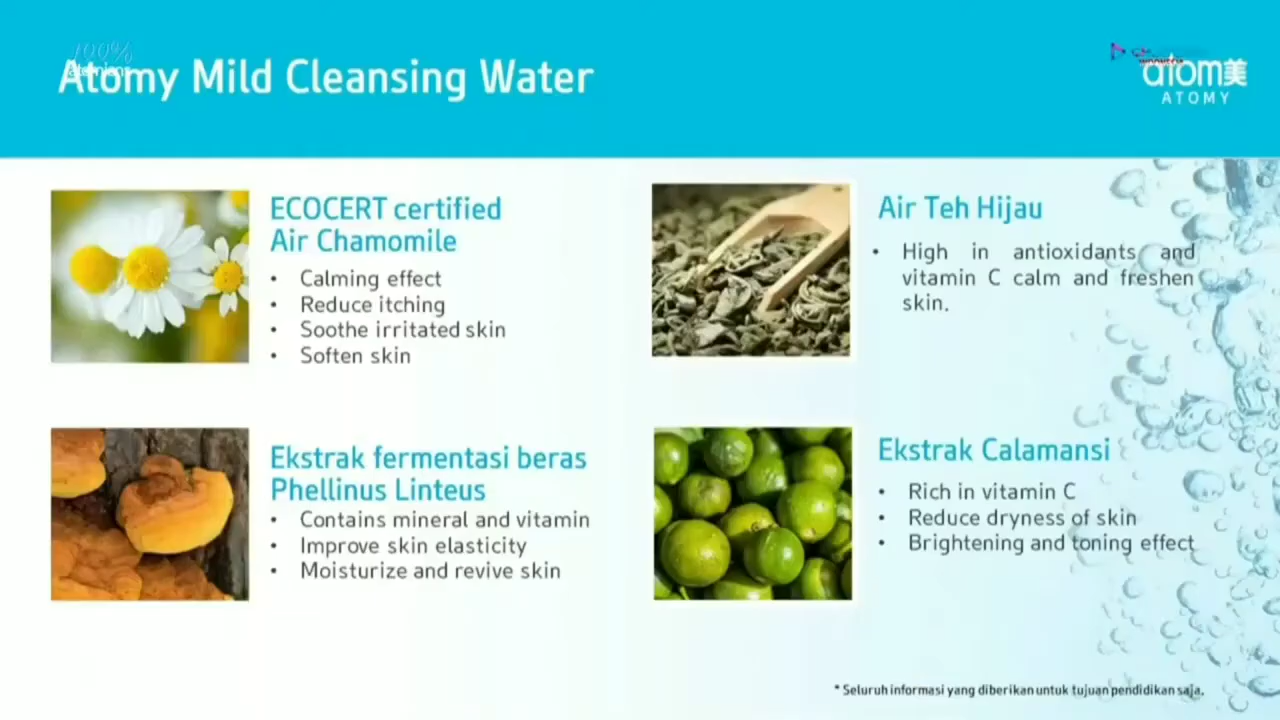 100%
Atomy Mild Cleansing Water
atom美
ATOMY
ECOCERT certified
Air Chamomile
• Calming effect
• Reduce itching
• Soothe irritated skin
• Soften skin
Air Teh Hijau
• High in antioxidants and
vitamin C calm and freshen
skin.
Ekstrak fermentasi beras
Phellinus Linteus
• Contains mineral and vitamin
• Improve skin elasticity
• Moisturize and revive skin
Ekstrak Calamansi
• Rich in vitamin C
• Reduce dryness of skin
• Brightening and toning effect
* Seluruh informasi yang diberikan untuk tujuan pendidikan saja.